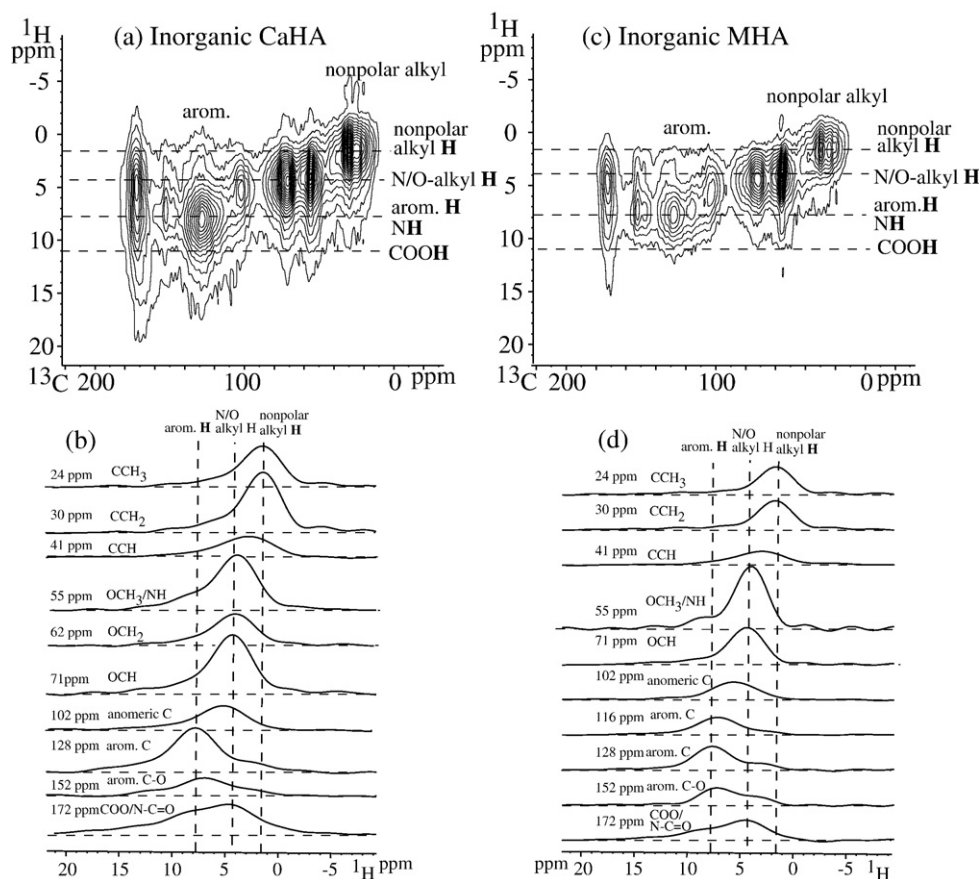 (a) Inorganic CaHA
1H
ppm
nonpolar alkyl
arom.
-5
0
5
10
15
20
nonpolar
alkyl H
N/O-alkyl H
arom. H
NH
COOH
13C 200
100
0 ppm
(c) Inorganic MHA
1H
ppm
nonpolar alkyl
arom.
-5
0
5
10
15
20
nonpolar
alkyl H
N/O-alkyl H
arom.H
NH
COOH
13C 200
100
0 ppm
(b)
arom. H
N/O
alkyl H
nonpolar
alkyl H
24 ppm CCH3
30 ppm CCH2
41 ppm CCH
55 ppm OCH3/NH
62 ppm OCH2
71ppm OCH
102 ppm anomeric C
128 ppm arom. C
152 ppm arom. C-O
172 ppm COO/N-C=O
20 15 10 5 0 -5 1H
ppm
(d)
arom. H
N/O
alkyl H
nonpolar
alkyl H
24 ppm CCH3
30 ppm CCH2
41 ppm CCH
55 ppm OCH3/NH
71 ppm OCH
102 ppm anomeric C
116 ppm arom. C
128 ppm arom. C
152 ppm arom. C-O
172 ppm COO/
N-C=O
ppm 20 15 10 5 0 -5 1H